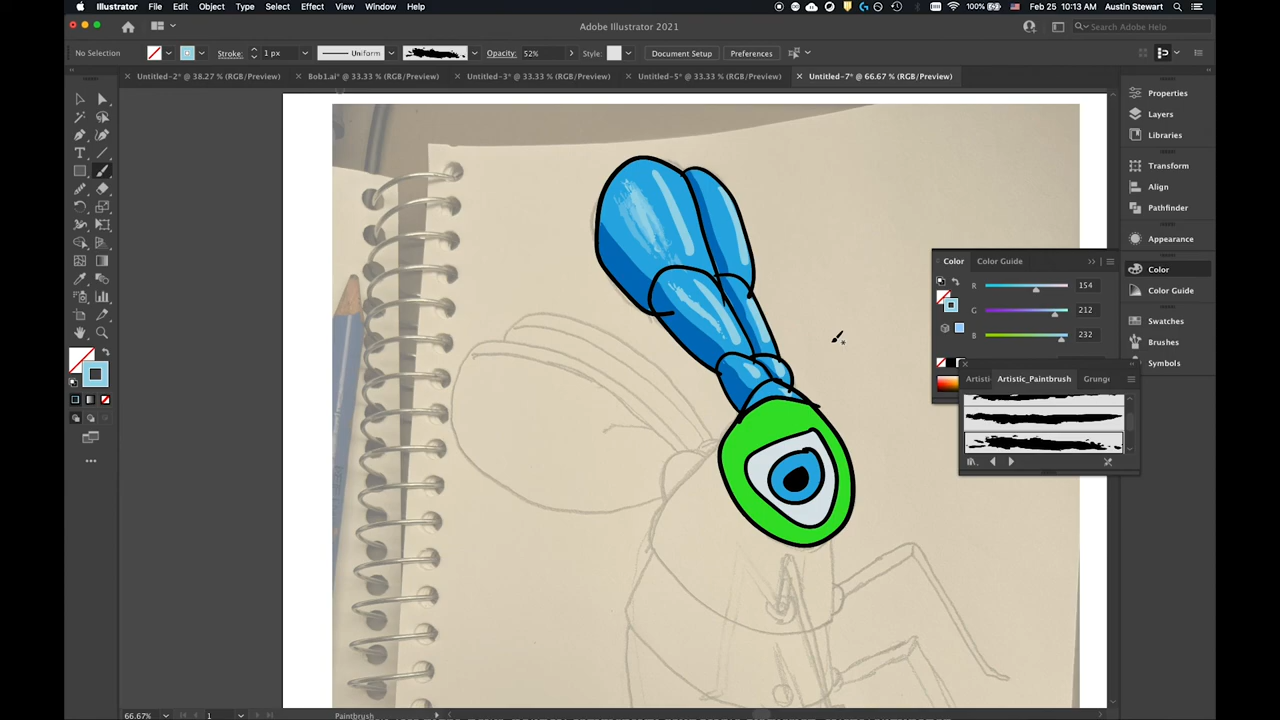 Illustrator File Edit Object Type Select Effect View Window Help 100% Feb 25 10:13 AM Austin Stewart
Adobe Illustrator 2021
Search Adobe Help
No Selection Stroke: 1 px Uniform Opacity: 52% Style: Document Setup Preferences
Untitled-2* @ 38.27 % (RGB/Preview) Bob1.ai* @ 33.33 % (RGB/Preview) Untitled-3* @ 33.33 % (RGB/Preview) Untitled-5* @ 33.33 % (RGB/Preview) Untitled-7* @ 66.67 % (RGB/Preview)
Properties
Layers
Libraries
Transform
Align
Pathfinder
Appearance
Color
Color Guide
Swatches
Brushes
Symbols
Color Color Guide
R 154
G 212
B 232
Artisti Artistic_Paintbrush Grunge
66.67% 1 Paintbrush